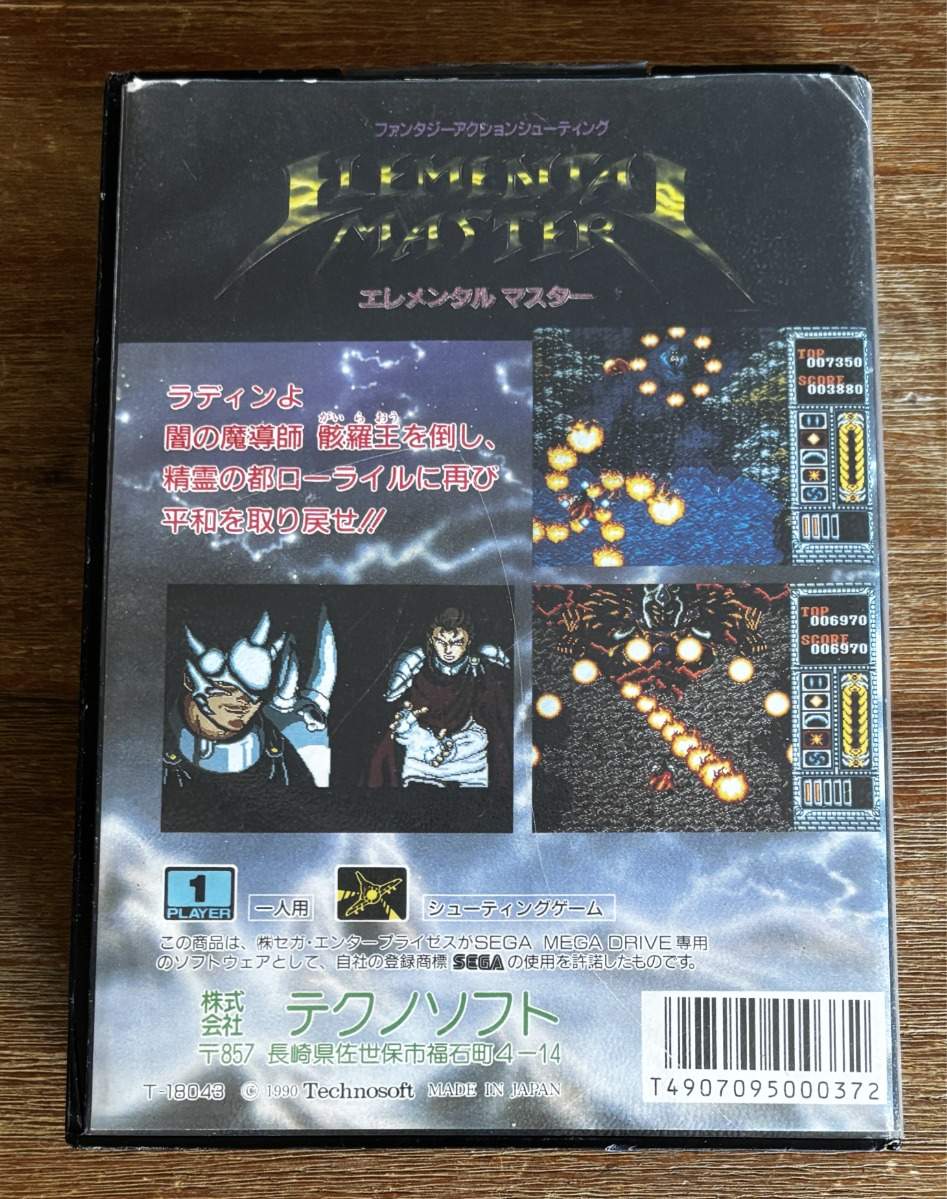 ファンタジーアクションシューティング
ELEMENTAL
MASTER
エレメンタル マスター
ラディンよ
がいらおう
闇の魔導師 骸羅王を倒し、
精霊の都ローライルに再び
平和を取り戻せ!!
TOP
007350
SCORE
003880
TOP
006970
SCORE
006970
1
PLAYER
一人用
シューティングゲーム
この商品は、㈱セガ・エンタープライゼスがSEGA MEGA DRIVE専用
のソフトウェアとして、自社の登録商標 SEGA の使用を許諾したものです。
株式
会社
テクノソフト
〒857 長崎県佐世保市福石町4-14
T-18043 © 1990 Technosoft MADE IN JAPAN
T4907095000372